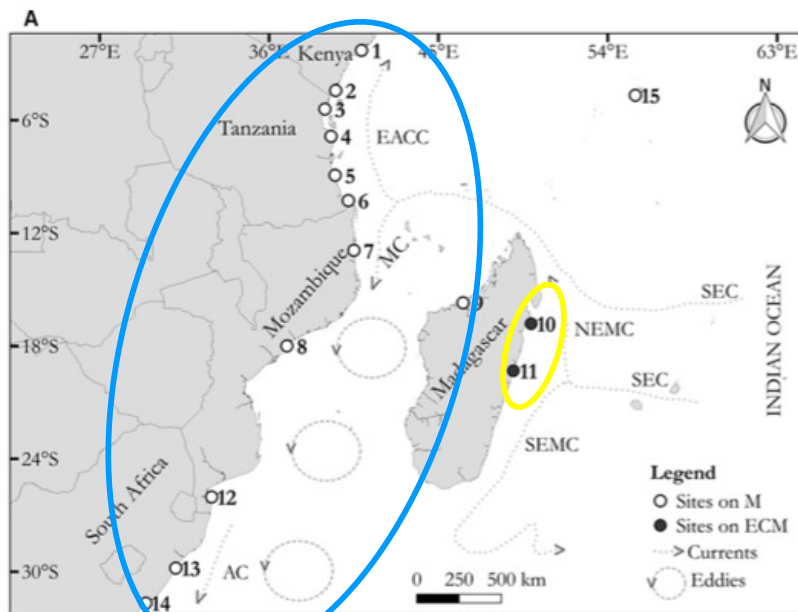 A
27°E 36°E 45°E 54°E 63°E
Kenya 1
N
2
15
6°S
3
Tanzania
4
EACC
5
6
12°S
7
MC
Mozambique
SEC
9
10
NEMC
INDIAN OCEAN
18°S
8
Madagascar
11
SEC
SEMC
24°S
Legend
South Africa
12
Sites on M
Sites on ECM
Currents
13
AC
30°S
0 250 500 km
Eddies
14